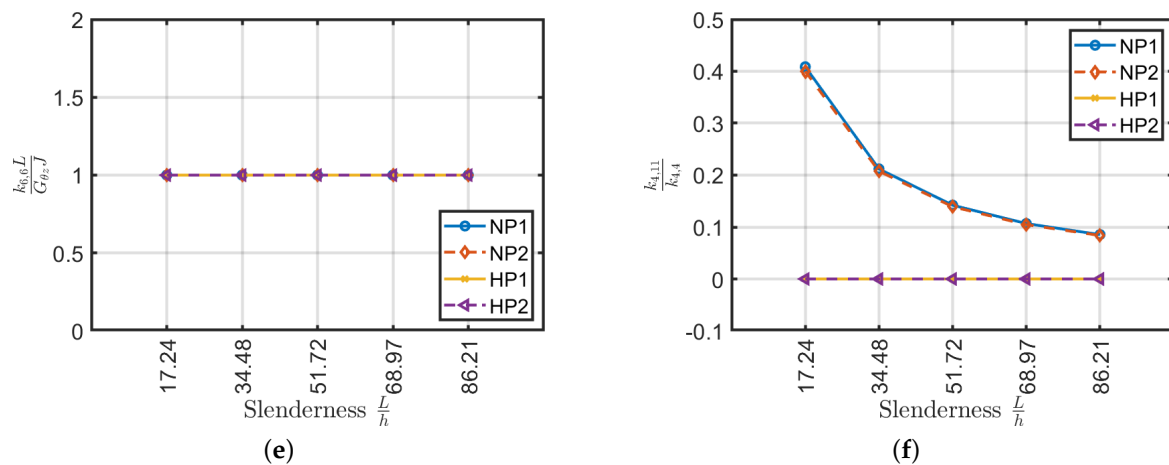 2
1.5
1
0.5
0
k_{6,6}L
G_{θz}J
NP1
NP2
HP1
HP2
17.24
34.48
51.72
68.97
86.21
Slenderness L/h
(e)
0.5
0.4
0.3
0.2
0.1
0
-0.1
k_{4,11}
k_{4,4}
NP1
NP2
HP1
HP2
17.24
34.48
51.72
68.97
86.21
Slenderness L/h
(f)